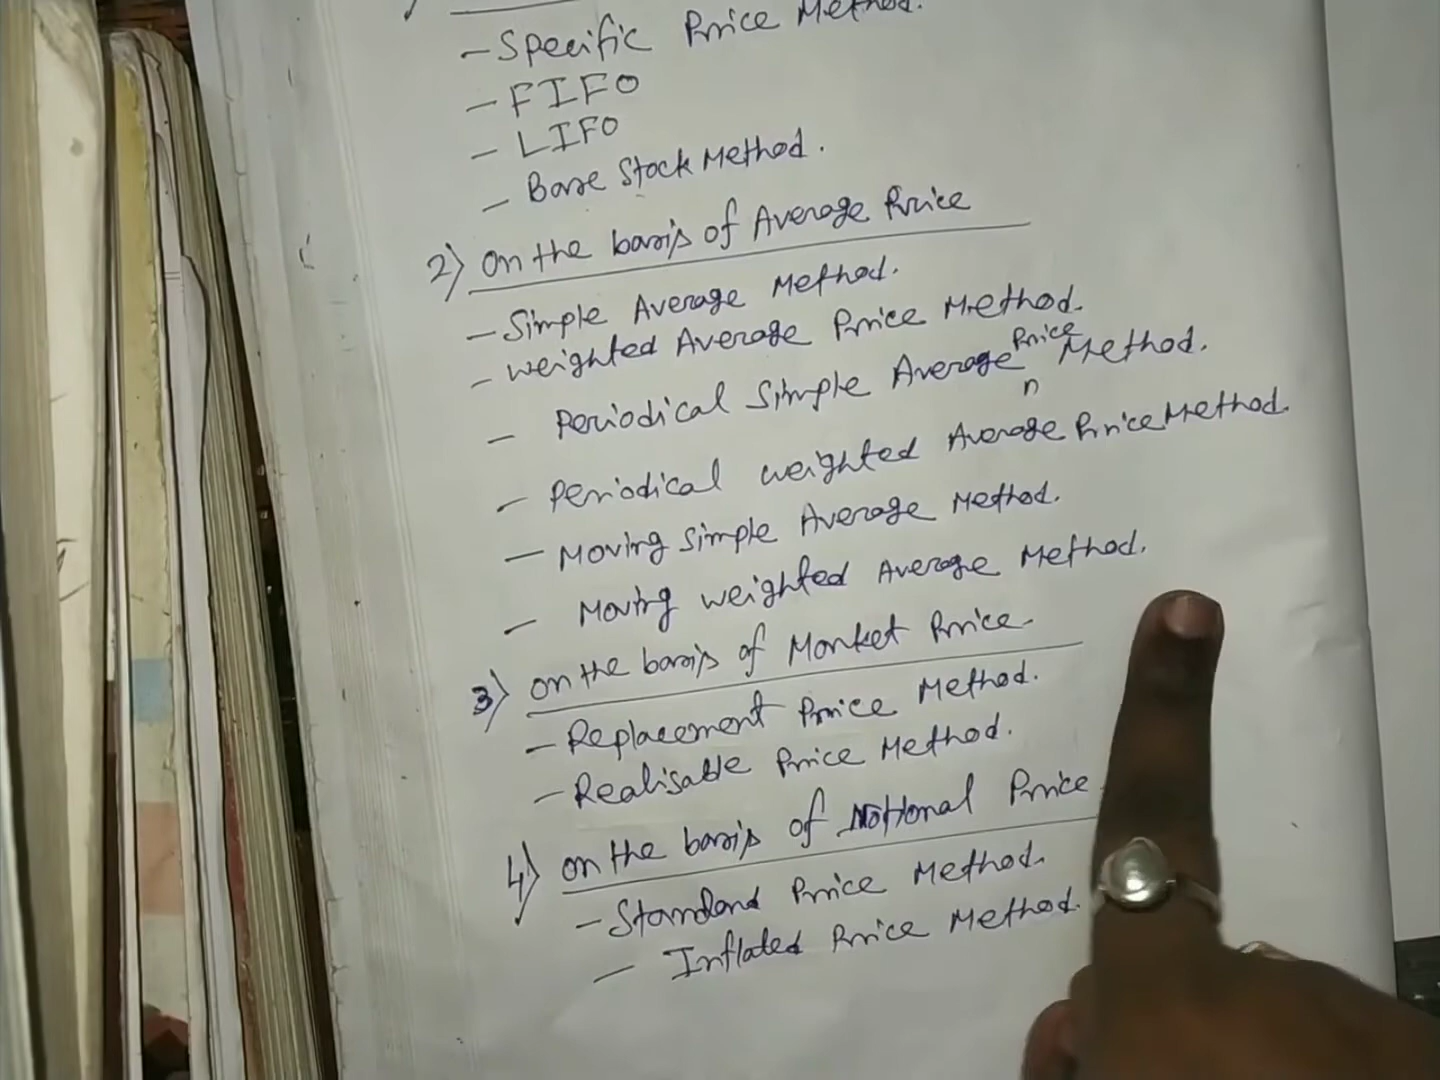 - Specific Price Method.
- FIFO
- LIFO
- Base Stock Method.
2) On the basis of Average Price
- Simple Average Method.
- Weighted Average Price Method.
- Periodical Simple Average Price Method.
- Periodical weighted Average Price Method.
- Moving Simple Average Method.
- Moving weighted Average Method.
3) On the basis of Market Price.
- Replacement Price Method.
- Realisable Price Method.
4) On the basis of Notional Price
- Standard Price Method.
- Inflated Price Method.